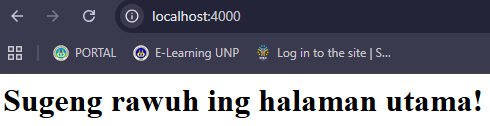 localhost:4000
PORTAL E-Learning UNP Log in to the site | S...
Sugeng rawuh ing halaman utama!